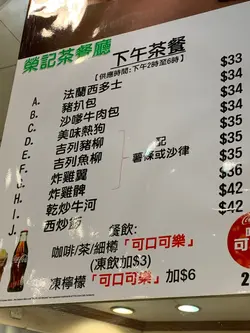 榮記茶餐廳 下午茶餐
【供應時間:下午2時至6時】
A. 法蘭西多士 $33
B. 豬扒包 $34
C. 沙嗲牛肉包 $35
D. 美味熱狗 $34
E. 吉列豬柳 $35
F. 吉列魚柳 $35
G. 炸雞翼 $35
H. 炸雞髀 $36
I. 乾炒牛河 $42
J. 西炒飯 $42
配
薯條或沙律
餐飲:
咖啡/茶/細樽「可口可樂」
(凍飲加$3)
凍檸檬「可口可樂」加$6